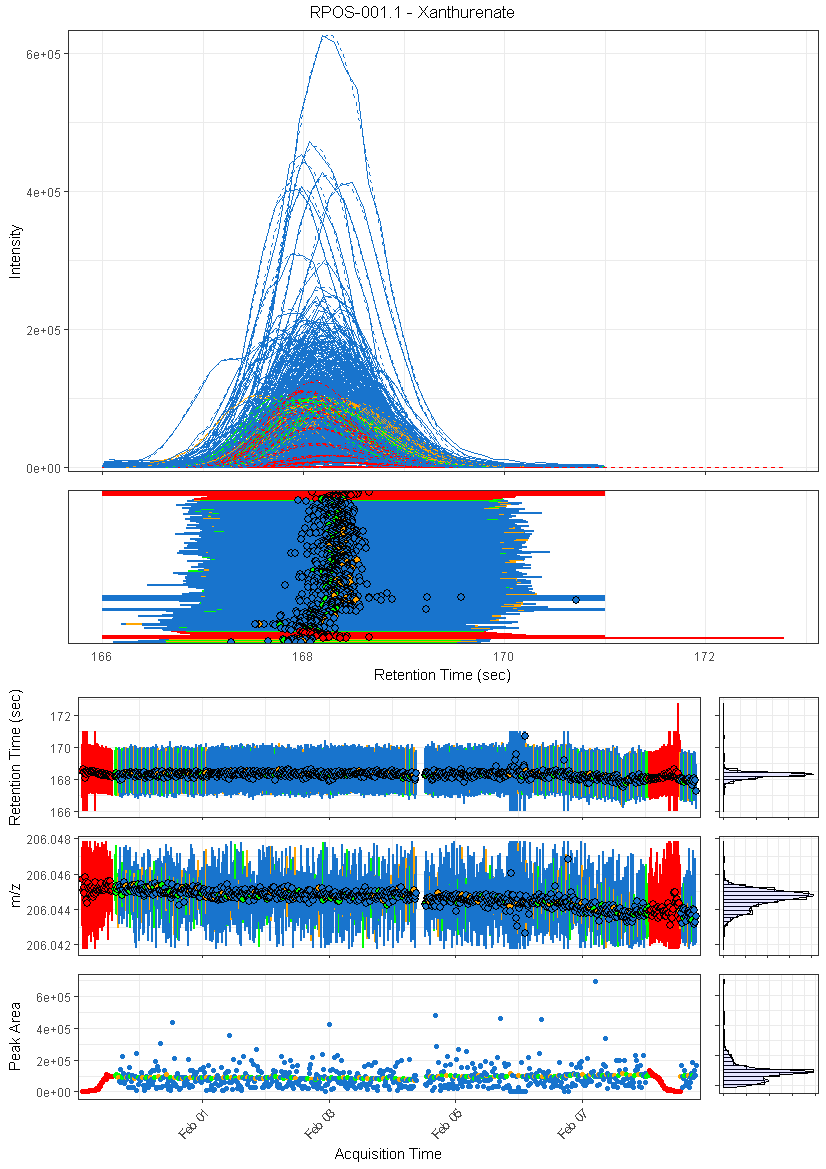 RPOS-001.1 - Xanthurenate
6e+05
4e+05
2e+05
0e+00
Intensity
166
168
170
172
Retention Time (sec)
172
170
168
166
Retention Time (sec)
206.048
206.046
206.044
206.042
m/z
6e+05
4e+05
2e+05
0e+00
Peak Area
Feb 01
Feb 03
Feb 05
Feb 07
Acquisition Time